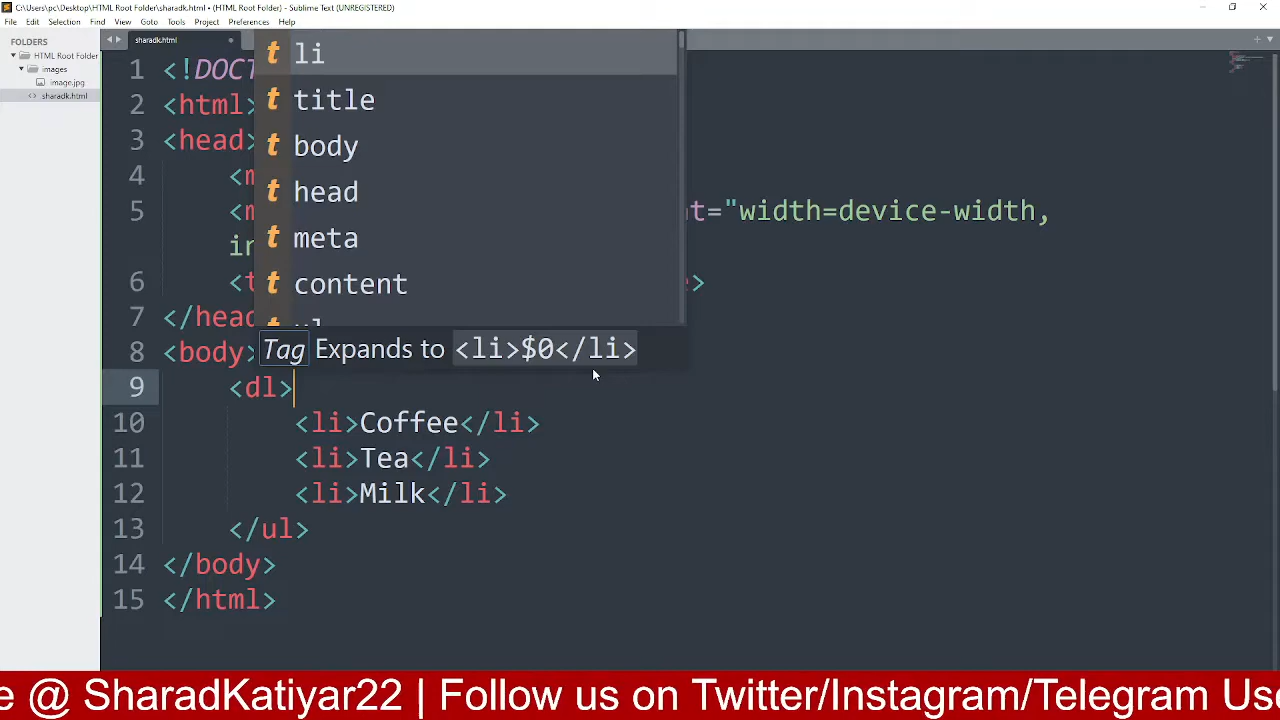 C:\Users\pc\Desktop\HTML Root Folder\sharadk.html • (HTML Root Folder) - Sublime Text (UNREGISTERED)
File Edit Selection Find View Goto Tools Project Preferences Help
FOLDERS
HTML Root Folder
images
image.jpg
sharadk.html
sharadk.html
1 <!DOCT
2 <html>
3 <head>
4 <m
5 <m nt="width=device-width,
in
6 <t e>
7 </head
8 <body>
9 <dl>
10 <li>Coffee</li>
11 <li>Tea</li>
12 <li>Milk</li>
13 </ul>
14 </body>
15 </html>
t li
t title
t body
t head
t meta
t content
t ul
Tag Expands to <li>$0</li>
e @ SharadKatiyar22 | Follow us on Twitter/Instagram/Telegram Use